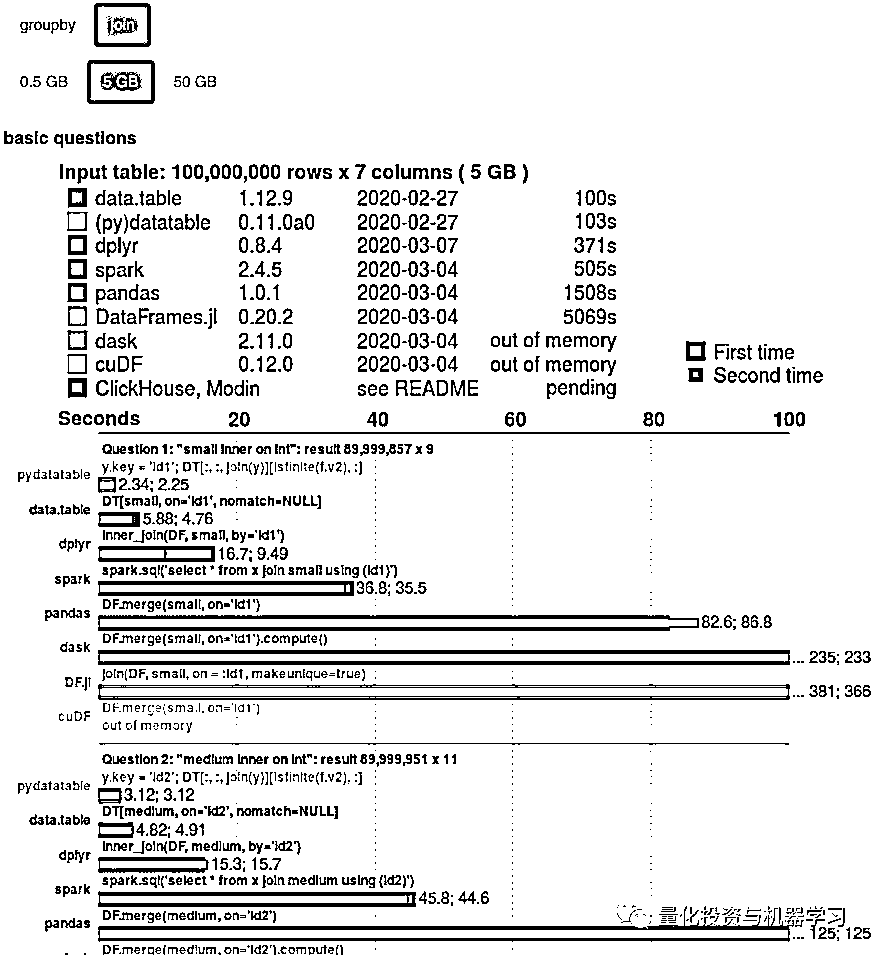 groupby join
0.5 GB 5 GB 50 GB
basic questions
Input table: 100,000,000 rows x 7 columns ( 5 GB )
data.table 1.12.9 2020-02-27 100s
(py)datatable 0.11.0a0 2020-02-27 103s
dplyr 0.8.4 2020-03-07 371s
spark 2.4.5 2020-03-04 505s
pandas 1.0.1 2020-03-04 1508s
DataFrames.jl 0.20.2 2020-03-04 5069s
dask 2.11.0 2020-03-04 out of memory
cuDF 0.12.0 2020-03-04 out of memory
ClickHouse, Modin see README pending
First time
Second time
Seconds 20 40 60 80 100
Question 1: "small inner on int": result 89,999,857 x 9
y.key = 'id1'; DT[:, :, join(y)][isfinite(f.v2), :]
pydatatable 2.34; 2.25
DT[small, on='id1', nomatch=NULL]
data.table 5.88; 4.76
inner_join(DF, small, by='id1')
dplyr 16.7; 9.49
spark.sql('select * from x join small using (id1)')
spark 36.8; 35.5
DF.merge(small, on='id1')
pandas 82.6; 86.8
DF.merge(small, on='id1').compute()
dask ... 235; 233
join(DF, small, on = :id1, makeunique=true)
DF.jl ... 381; 366
DF.merge(small, on='id1')
cuDF out of memory
Question 2: "medium inner on int": result 89,999,951 x 11
y.key = 'id2'; DT[:, :, join(y)][isfinite(f.v2), :]
pydatatable 3.12; 3.12
DT[medium, on='id2', nomatch=NULL]
data.table 4.82; 4.91
inner_join(DF, medium, by='id2')
dplyr 15.3; 15.7
spark.sql('select * from x join medium using (id2)')
spark 45.8; 44.6
DF.merge(medium, on='id2')
量化投资与机器学习
pandas ... 125; 125
DF.merge(medium, on='id2').compute()